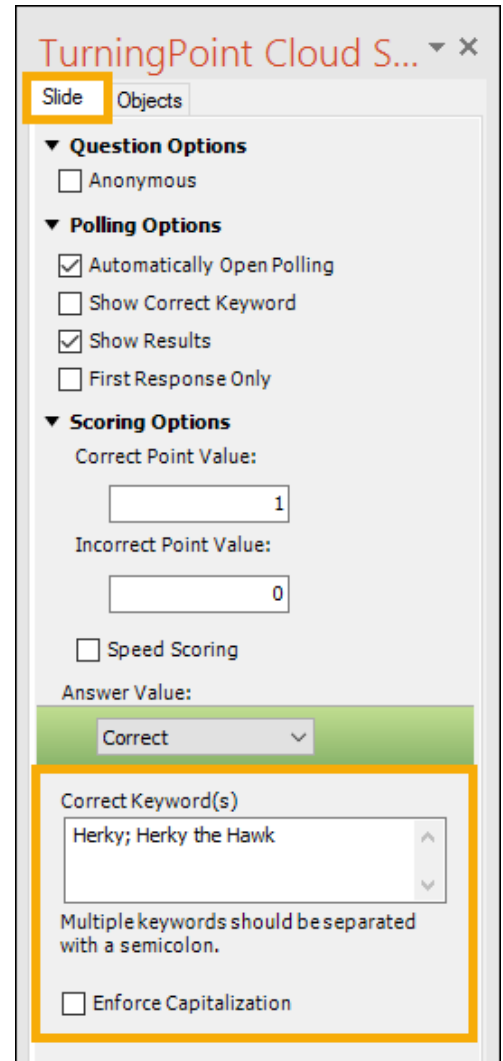 TurningPoint Cloud S...
Slide Objects
Question Options
Anonymous
Polling Options
Automatically Open Polling
Show Correct Keyword
Show Results
First Response Only
Scoring Options
Correct Point Value:
1
Incorrect Point Value:
0
Speed Scoring
Answer Value:
Correct
Correct Keyword(s)
Herky; Herky the Hawk
Multiple keywords should be separated
with a semicolon.
Enforce Capitalization